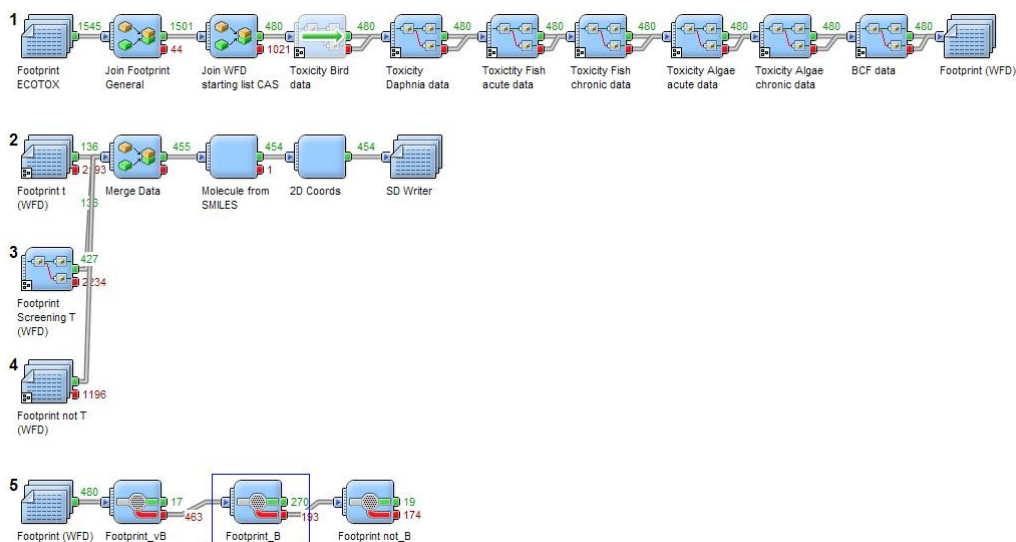 1
1545 1501 480 480 480 480 480 480 480 480
44 1021
Footprint ECOTOX
Join Footprint General
Join WFD starting list CAS
Toxicity Bird data
Toxicity Daphnia data
Toxictity Fish acute data
Toxicity Fish chronic data
Toxicity Algae acute data
Toxicity Algae chronic data
BCF data
Footprint (WFD)
2
136 455 454 454
1
Footprint t (WFD)
Merge Data
Molecule from SMILES
2D Coords
SD Writer
3
427
2234
Footprint Screening T (WFD)
4
1196
Footprint not T (WFD)
5
480 17 270 19
463 193 174
Footprint (WFD)
Footprint_vB
Footprint_B
Footprint not_B